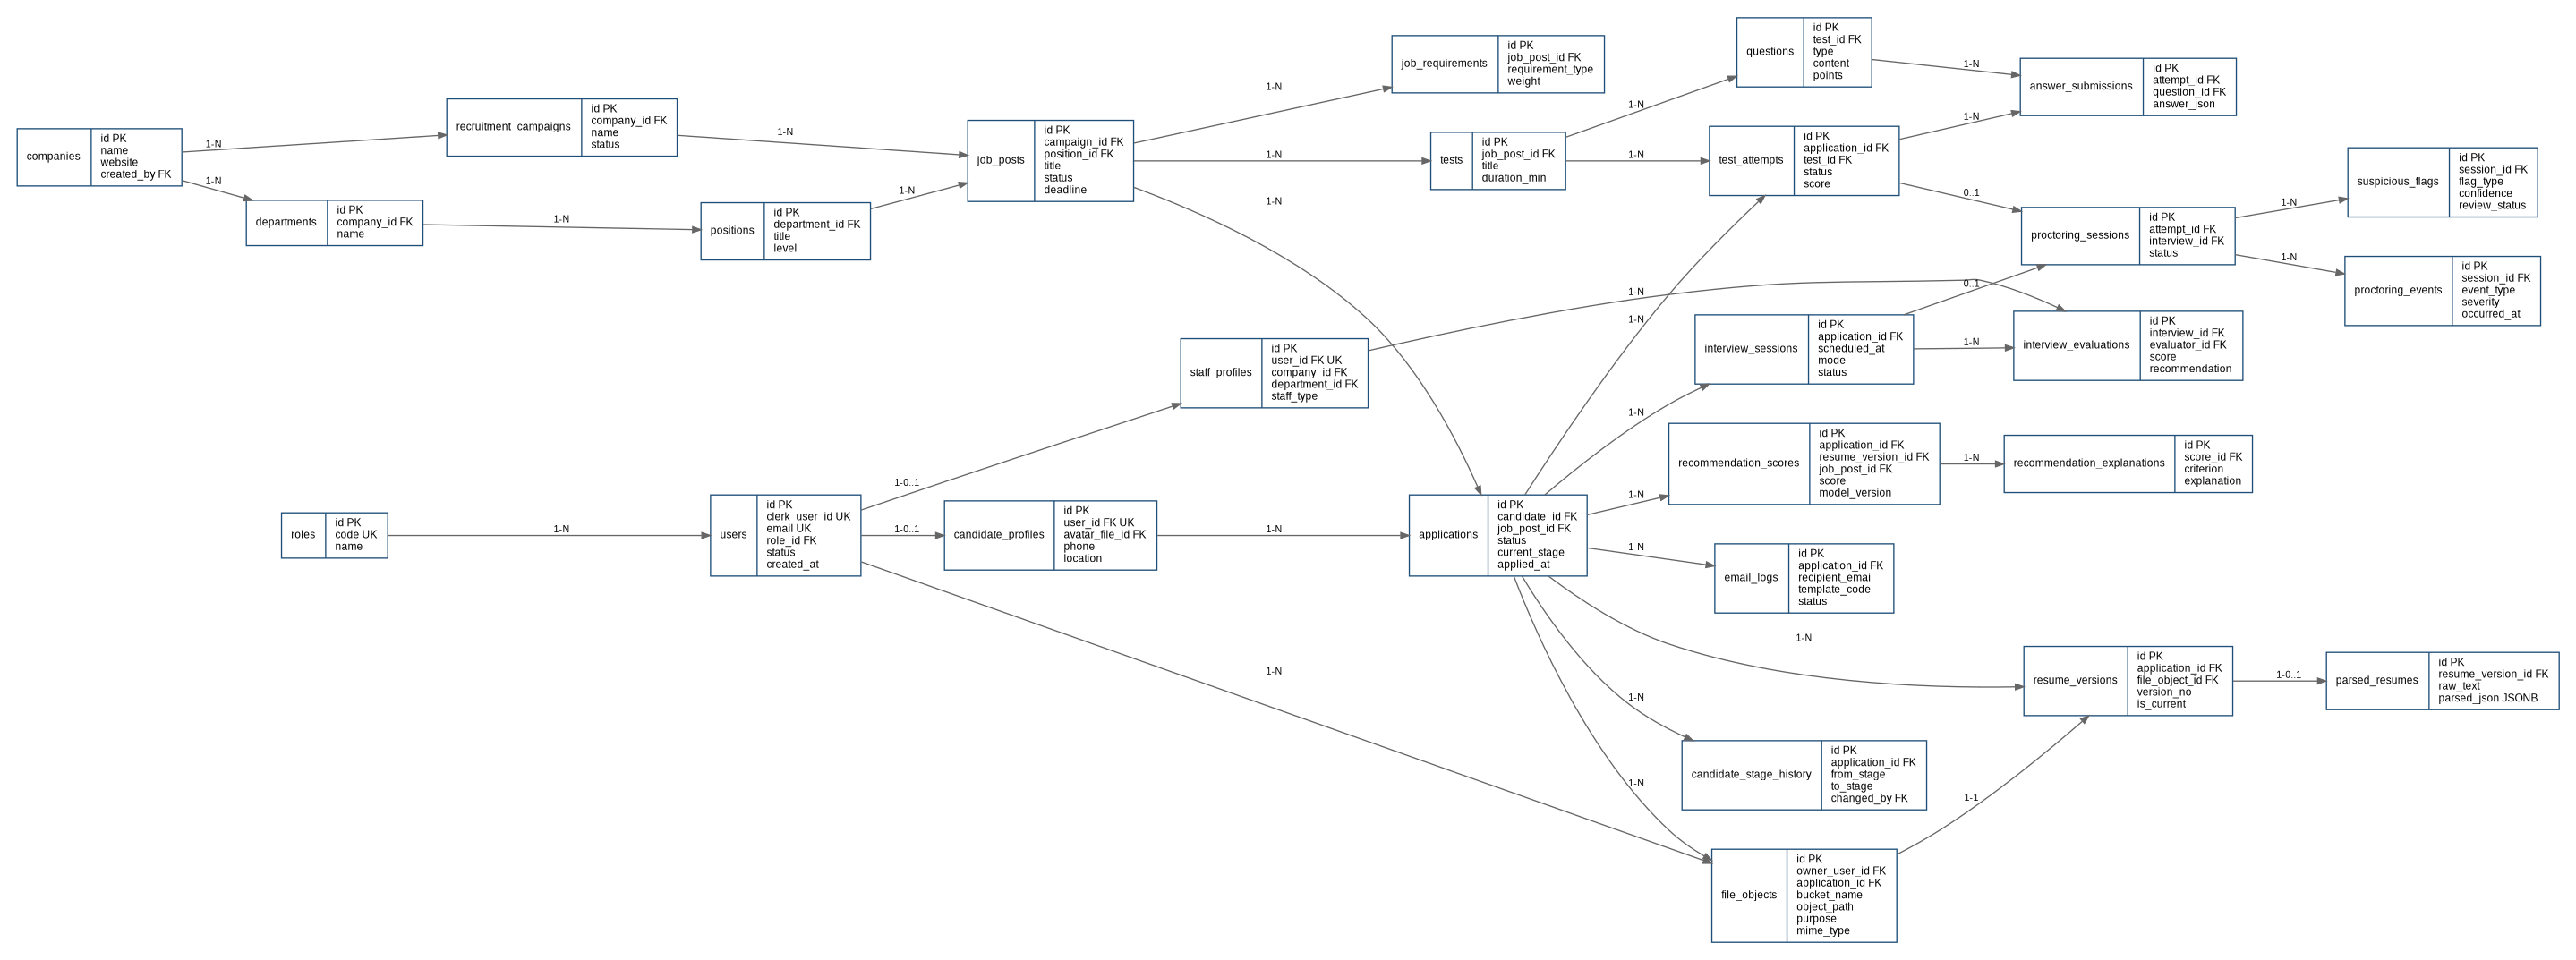 companies
id PK
name
website
created_by FK
1-N
1-N
recruitment_campaigns
id PK
company_id FK
name
status
departments
id PK
company_id FK
name
1-N
1-N
positions
id PK
department_id FK
title
level
1-N
job_posts
id PK
campaign_id FK
position_id FK
title
status
deadline
1-N
1-N
1-N
job_requirements
id PK
job_post_id FK
requirement_type
weight
tests
id PK
job_post_id FK
title
duration_min
1-N
1-N
questions
id PK
test_id FK
type
content
points
1-N
test_attempts
id PK
application_id FK
test_id FK
status
score
1-N
0..1
answer_submissions
id PK
attempt_id FK
question_id FK
answer_json
proctoring_sessions
id PK
attempt_id FK
interview_id FK
status
1-N
1-N
suspicious_flags
id PK
session_id FK
flag_type
confidence
review_status
proctoring_events
id PK
session_id FK
event_type
severity
occurred_at
staff_profiles
id PK
user_id FK UK
company_id FK
department_id FK
staff_type
1-N
1-N
interview_sessions
id PK
application_id FK
scheduled_at
mode
status
0..1
1-N
interview_evaluations
id PK
interview_id FK
evaluator_id FK
score
recommendation
1-N
recommendation_scores
id PK
application_id FK
resume_version_id FK
job_post_id FK
score
model_version
1-N
recommendation_explanations
id PK
score_id FK
criterion
explanation
roles
id PK
code UK
name
1-N
users
id PK
clerk_user_id UK
email UK
role_id FK
status
created_at
1-0..1
1-0..1
1-N
candidate_profiles
id PK
user_id FK UK
avatar_file_id FK
phone
location
1-N
applications
id PK
candidate_id FK
job_post_id FK
status
current_stage
applied_at
1-N
1-N
email_logs
id PK
application_id FK
recipient_email
template_code
status
1-N
resume_versions
id PK
application_id FK
file_object_id FK
version_no
is_current
1-0..1
parsed_resumes
id PK
resume_version_id FK
raw_text
parsed_json JSONB
1-N
candidate_stage_history
id PK
application_id FK
from_stage
to_stage
changed_by FK
1-N
1-1
file_objects
id PK
owner_user_id FK
application_id FK
bucket_name
object_path
purpose
mime_type